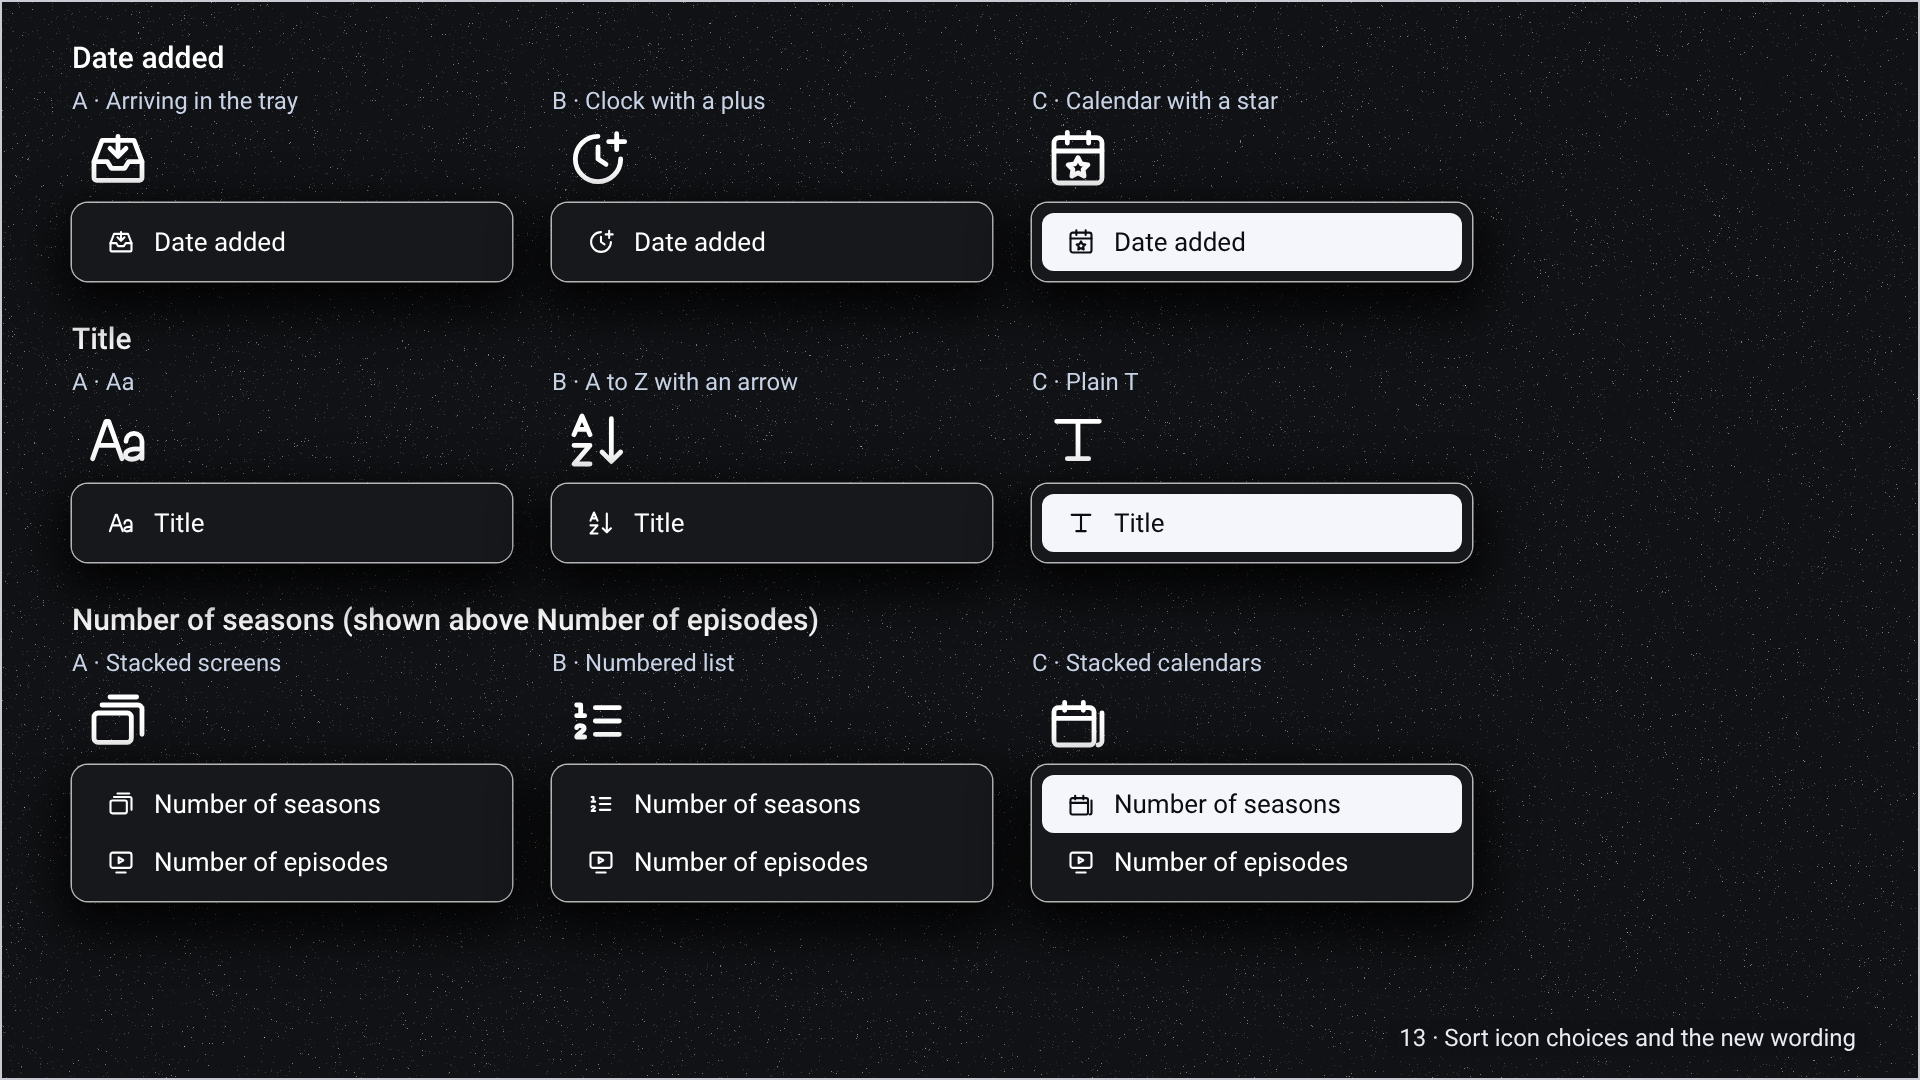 Date added
A · Arriving in the tray
B · Clock with a plus
C · Calendar with a star
Date added
Date added
Date added
Title
A · Aa
B · A to Z with an arrow
C · Plain T
Aa
A
Z
T
Aa Title
A
Z
Title
T Title
Number of seasons (shown above Number of episodes)
A · Stacked screens
B · Numbered list
C · Stacked calendars
1
2
Number of seasons
Number of episodes
1
2
Number of seasons
Number of episodes
Number of seasons
Number of episodes
13 · Sort icon choices and the new wording